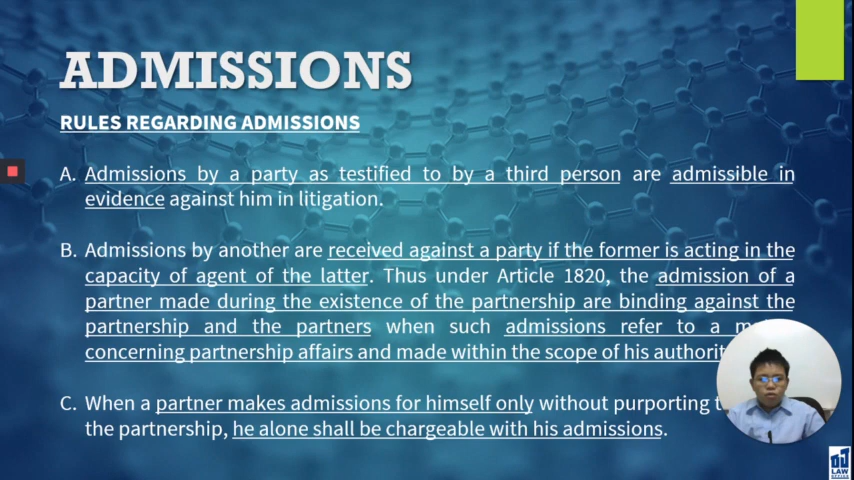 ADMISSIONS
RULES REGARDING ADMISSIONS
A. Admissions by a party as testified to by a third person are admissible in
evidence against him in litigation.
B. Admissions by another are received against a party if the former is acting in the
capacity of agent of the latter. Thus under Article 1820, the admission of a
partner made during the existence of the partnership are binding against the
partnership and the partners when such admissions refer to a
concerning partnership affairs and made within the scope of his
C. When a partner makes admissions for himself only without purporting
the partnership, he alone shall be chargeable with his admissions.
LAW